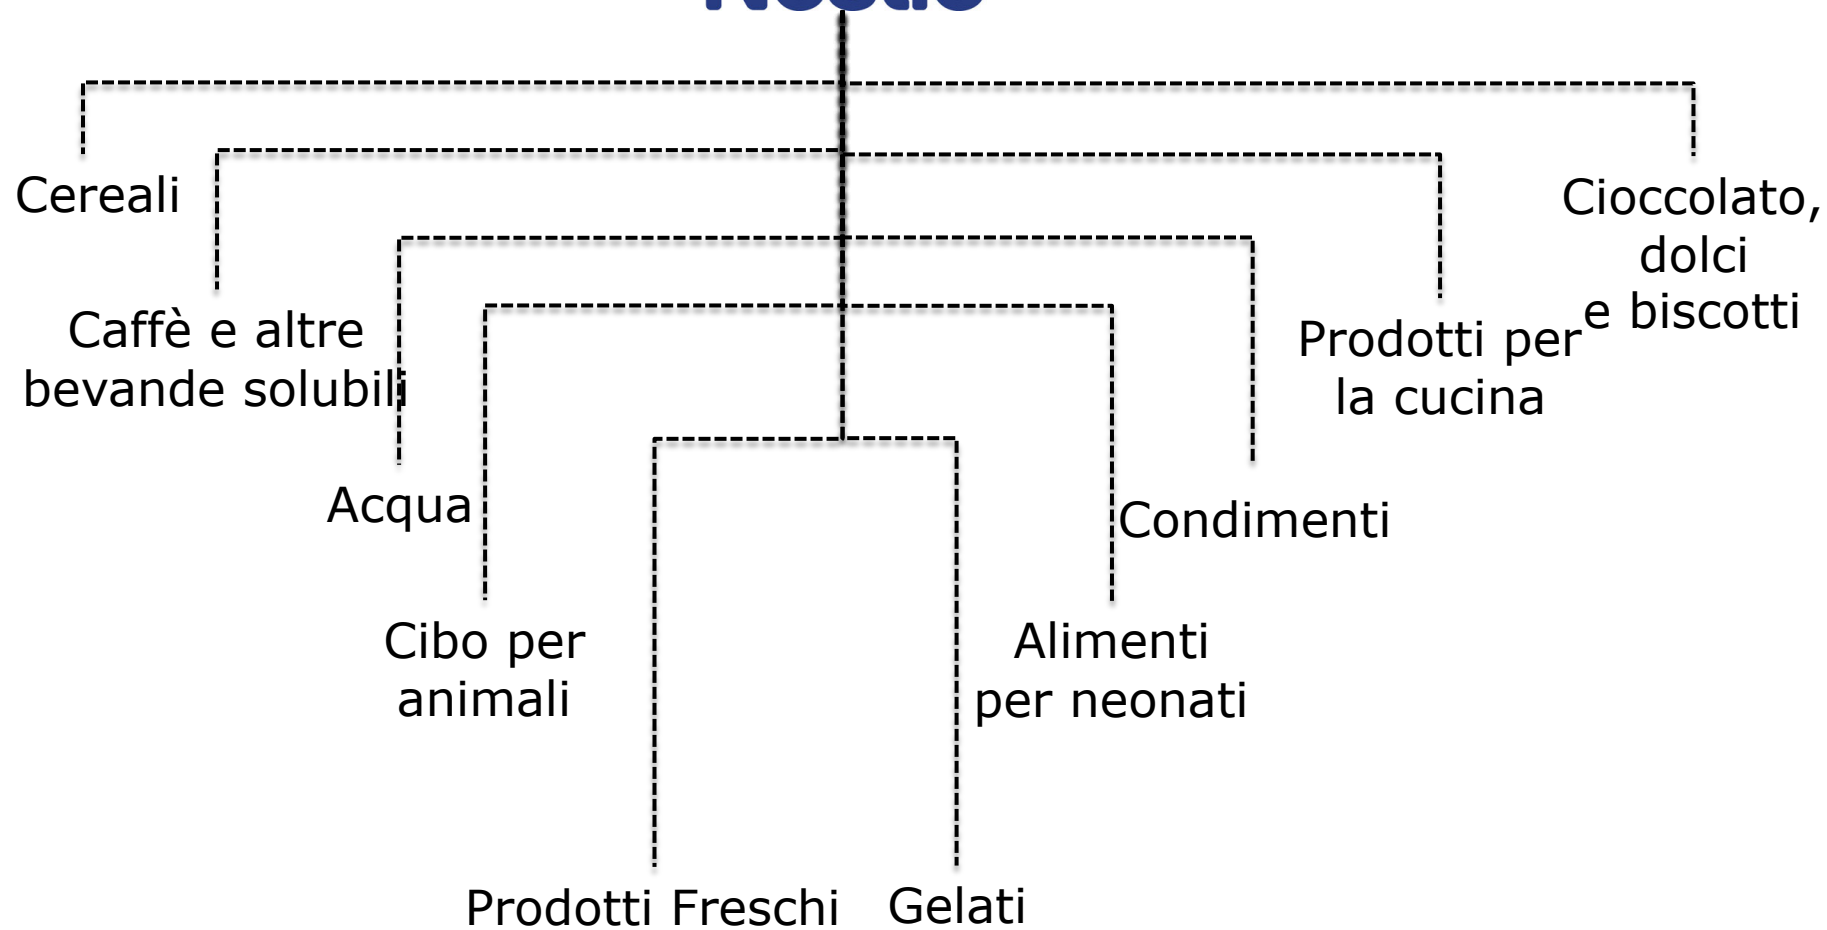 Nestlé
Cereali
Cioccolato,
dolci
e biscotti
Caffè e altre
bevande solubili
Prodotti per
la cucina
Acqua
Condimenti
Cibo per
animali
Alimenti
per neonati
Prodotti Freschi
Gelati